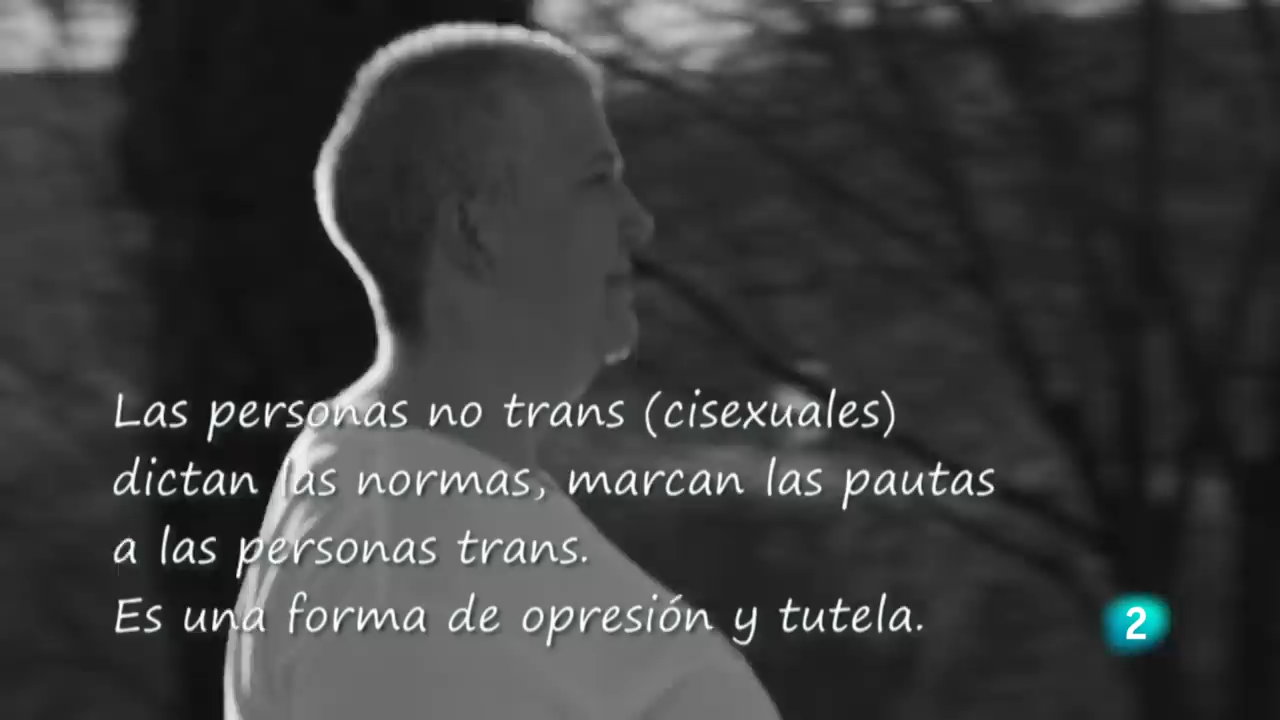 Las personas no trans (cisexuales)
dictan las normas, marcan las pautas
a las personas trans.
Es una forma de opresión y tutela.
2